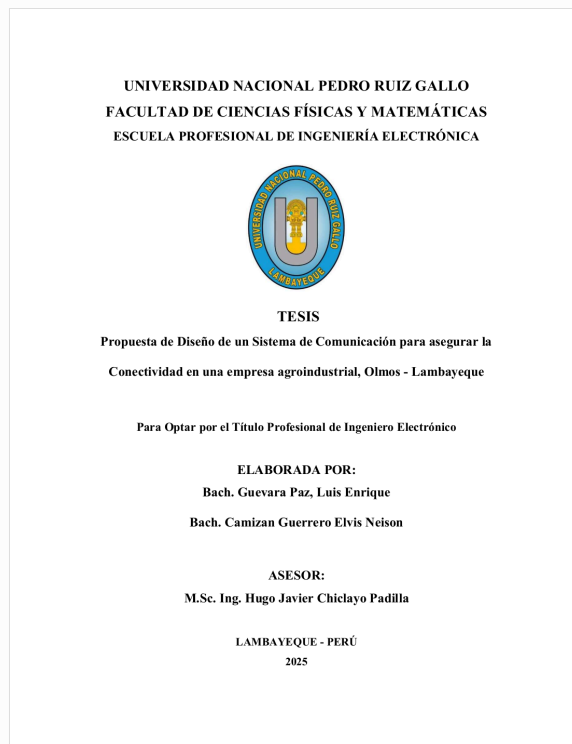 UNIVERSIDAD NACIONAL PEDRO RUIZ GALLO
FACULTAD DE CIENCIAS FÍSICAS Y MATEMÁTICAS
ESCUELA PROFESIONAL DE INGENIERÍA ELECTRÓNICA
UNIVERSIDAD NACIONAL PEDRO RUIZ GALLO
LAMBAYEQUE
TESIS
Propuesta de Diseño de un Sistema de Comunicación para asegurar la
Conectividad en una empresa agroindustrial, Olmos - Lambayeque
Para Optar por el Título Profesional de Ingeniero Electrónico
ELABORADA POR:
Bach. Guevara Paz, Luis Enrique
Bach. Camizan Guerrero Elvis Neison
ASESOR:
M.Sc. Ing. Hugo Javier Chiclayo Padilla
LAMBAYEQUE - PERÚ
2025